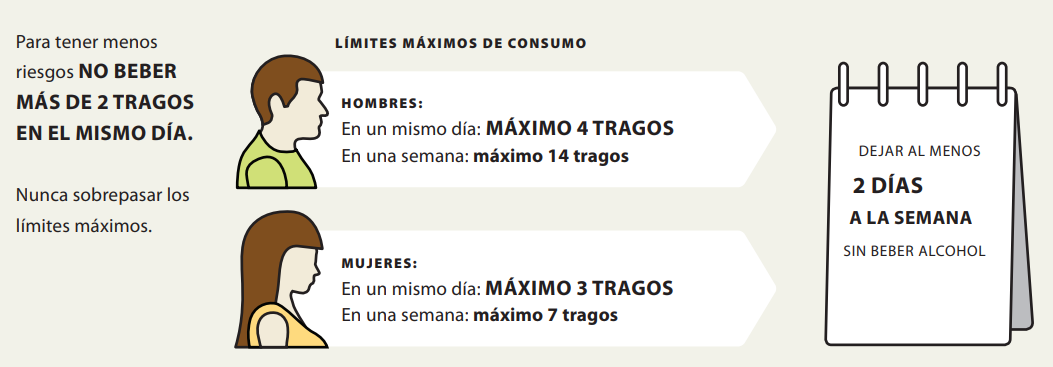 Para tener menos
riesgos NO BEBER
MÁS DE 2 TRAGOS
EN EL MISMO DÍA.
Nunca sobrepasar los
límites máximos.
LÍMITES MÁXIMOS DE CONSUMO
HOMBRES:
En un mismo día: MÁXIMO 4 TRAGOS
En una semana: máximo 14 tragos
MUJERES:
En un mismo día: MÁXIMO 3 TRAGOS
En una semana: máximo 7 tragos
DEJAR AL MENOS
2 DÍAS
A LA SEMANA
SIN BEBER ALCOHOL